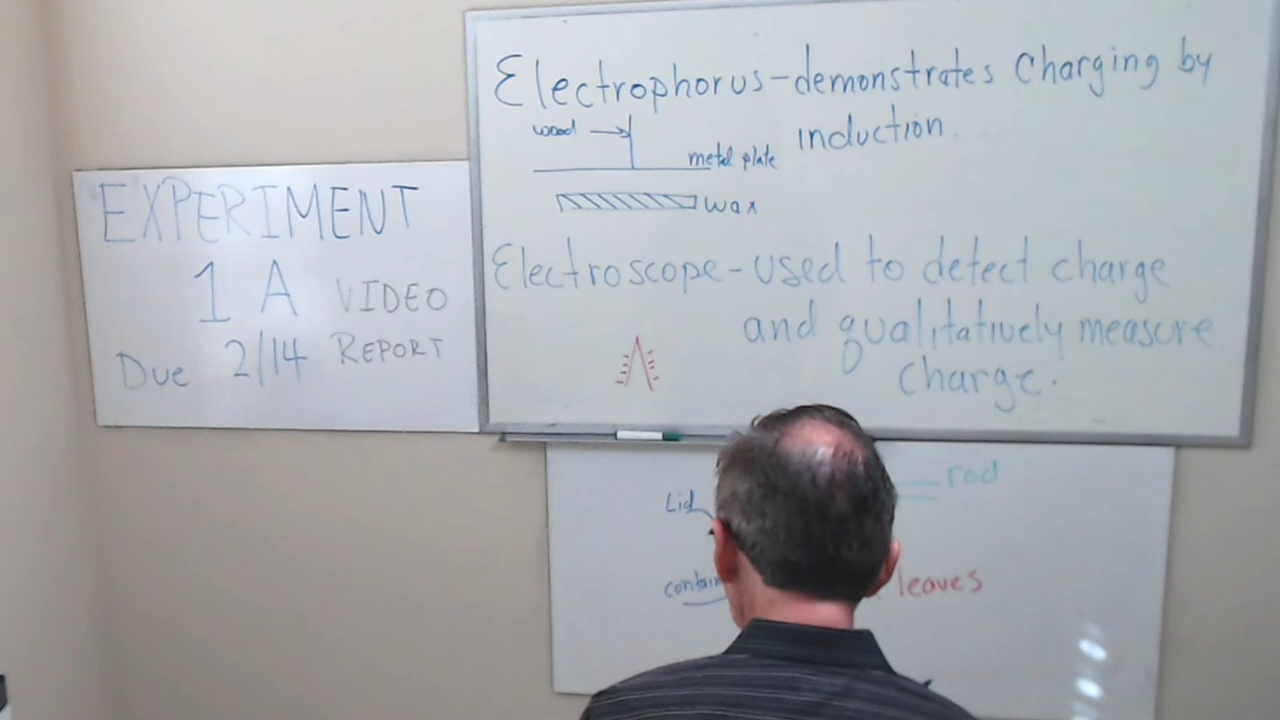 EXPERIMENT
1 A VIDEO
Due 2/14 REPORT
Electrophorus-demonstrates Charging by
induction.
wood
metal plate
wax
Electroscope-used to detect charge
and qualitatively measure
charge.
rod
Lid
contain
leaves